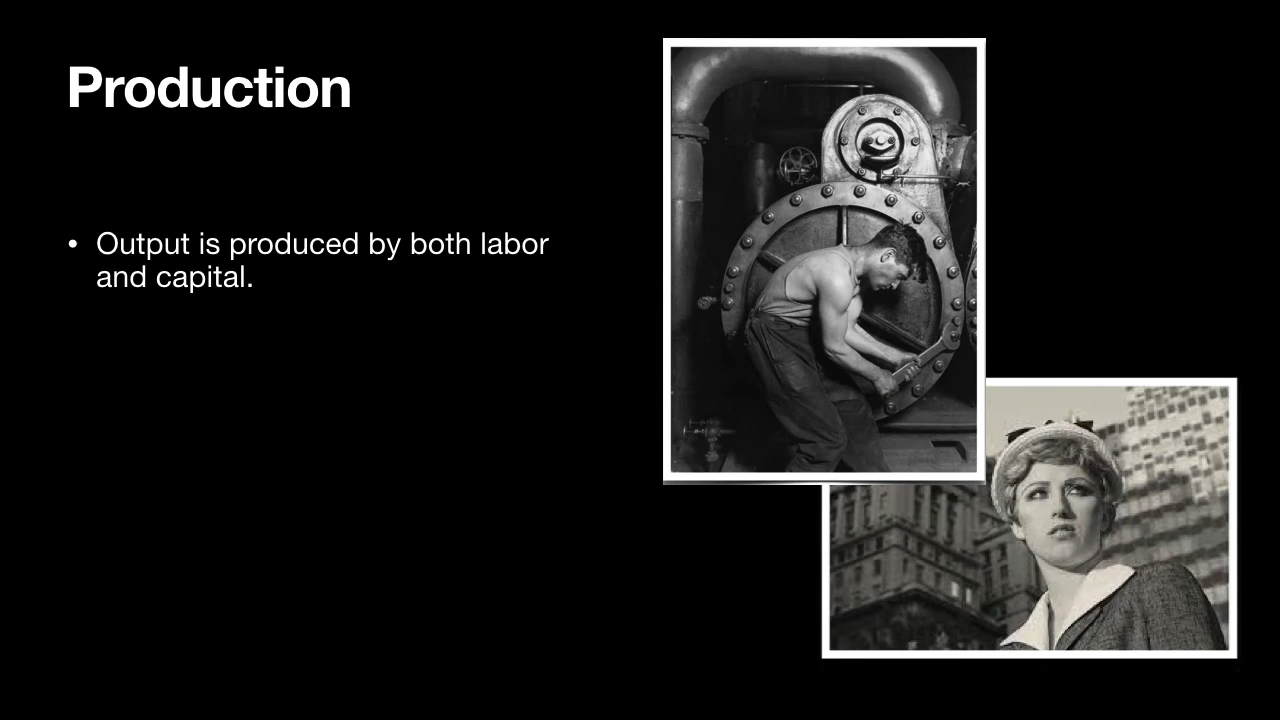 Production
• Output is produced by both labor
and capital.